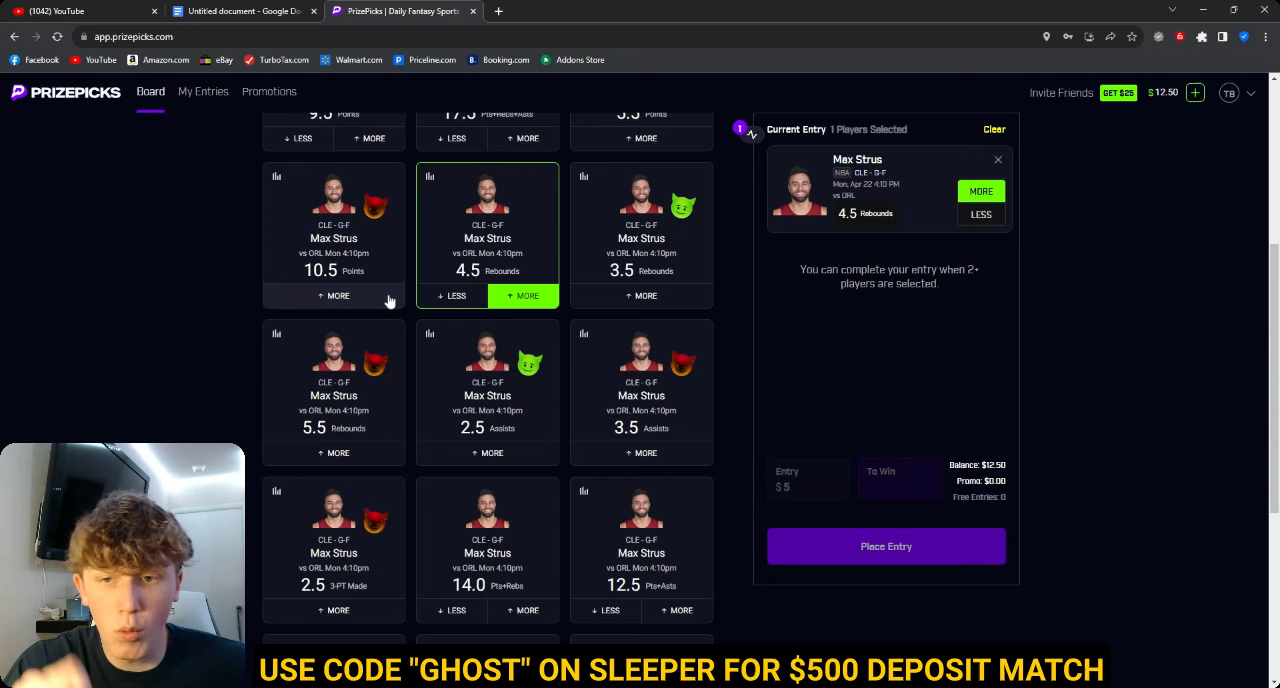 (1042) YouTube
Untitled document - Google Do
PrizePicks | Daily Fantasy Sports
app.prizepicks.com
Facebook YouTube Amazon.com eBay TurboTax.com Walmart.com Priceline.com Booking.com Addons Store
PRIZEPICKS Board My Entries Promotions
Invite Friends GET $25 $ 12.50 + TB
9.5 Points
↓ LESS ↑ MORE
17.5 Pts+Rebs+Asts
↓ LESS ↑ MORE
Points
↓ LESS ↑ MORE
CLE - G-F
Max Strus
vs ORL Mon 4:10pm
10.5 Points
↑ MORE
CLE - G-F
Max Strus
vs ORL Mon 4:10pm
4.5 Rebounds
↓ LESS ↑ MORE
CLE - G-F
Max Strus
vs ORL Mon 4:10pm
3.5 Rebounds
↑ MORE
CLE - G-F
Max Strus
vs ORL Mon 4:10pm
5.5 Rebounds
↑ MORE
CLE - G-F
Max Strus
vs ORL Mon 4:10pm
2.5 Assists
↑ MORE
CLE - G-F
Max Strus
vs ORL Mon 4:10pm
3.5 Assists
↑ MORE
CLE - G-F
Max Strus
vs ORL Mon 4:10pm
2.5 3-PT Made
↑ MORE
CLE - G-F
Max Strus
vs ORL Mon 4:10pm
14.0 Pts+Rebs
↓ LESS ↑ MORE
CLE - G-F
Max Strus
vs ORL Mon 4:10pm
12.5 Pts+Asts
↓ LESS ↑ MORE
1
Current Entry 1 Players Selected Clear
Max Strus
NBA CLE - G-F
Mon, Apr 22 4:10 PM
vs ORL
4.5 Rebounds
MORE
LESS
You can complete your entry when 2+
players are selected.
Entry
$ 5
To Win
Balance: $12.50
Promo: $0.00
Free Entries: 0
Place Entry
USE CODE "GHOST" ON SLEEPER FOR $500 DEPOSIT MATCH